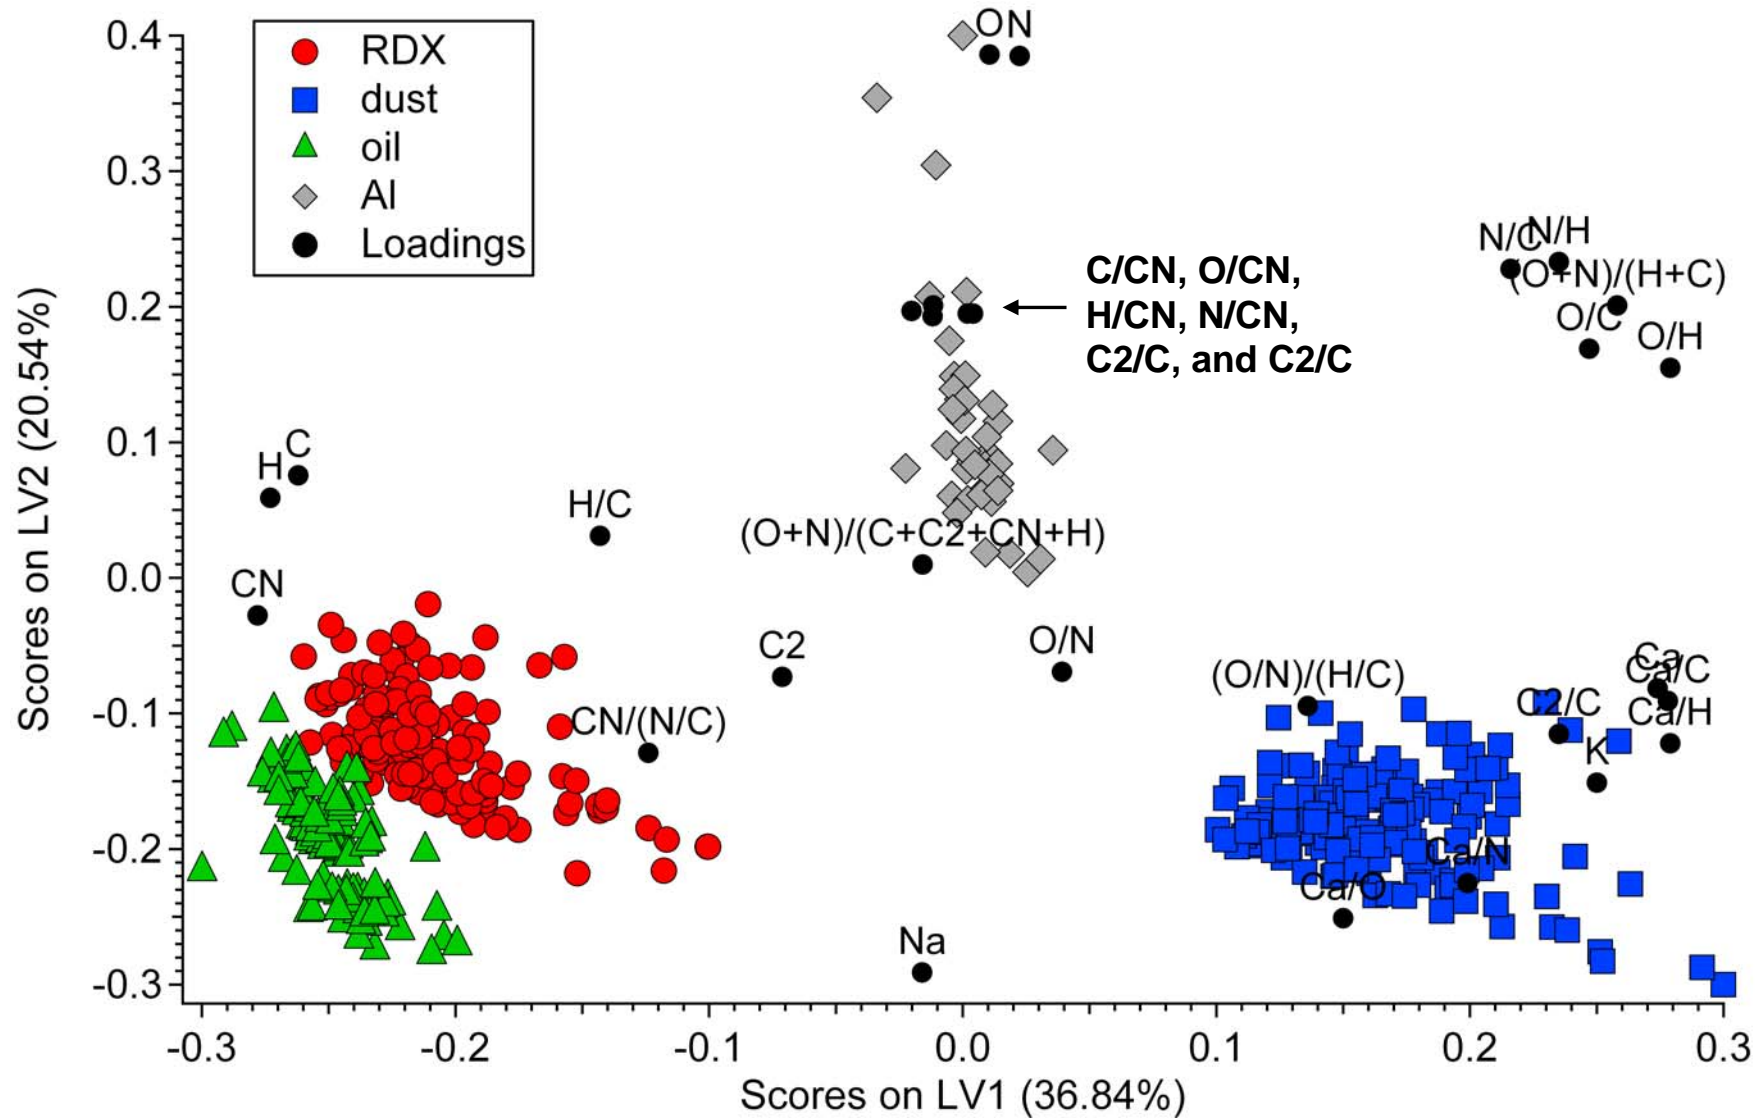 RDX
dust
oil
Al
Loadings
O N
N/C
N/H
(O+N)/(H+C)
O/C
O/H
C/CN, O/CN,
H/CN, N/CN,
C2/C, and C2/C
H
C
H/C
(O+N)/(C+C2+CN+H)
CN
C2
O/N
CN/(N/C)
(O/N)/(H/C)
Ca
Ca/C
C2/C
Ca/H
K
Ca/N
Ca/O
Na
0.4
0.3
0.2
0.1
0.0
-0.1
-0.2
-0.3
Scores on LV2 (20.54%)
-0.3 -0.2 -0.1 0.0 0.1 0.2 0.3
Scores on LV1 (36.84%)